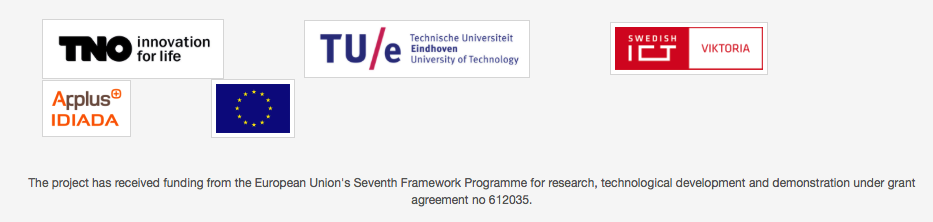 TNO innovation for life
TU/e Technische Universiteit Eindhoven University of Technology
SWEDISH ICT VIKTORIA
Applus+ IDIADA
The project has received funding from the European Union's Seventh Framework Programme for research, technological development and demonstration under grant
agreement no 612035.